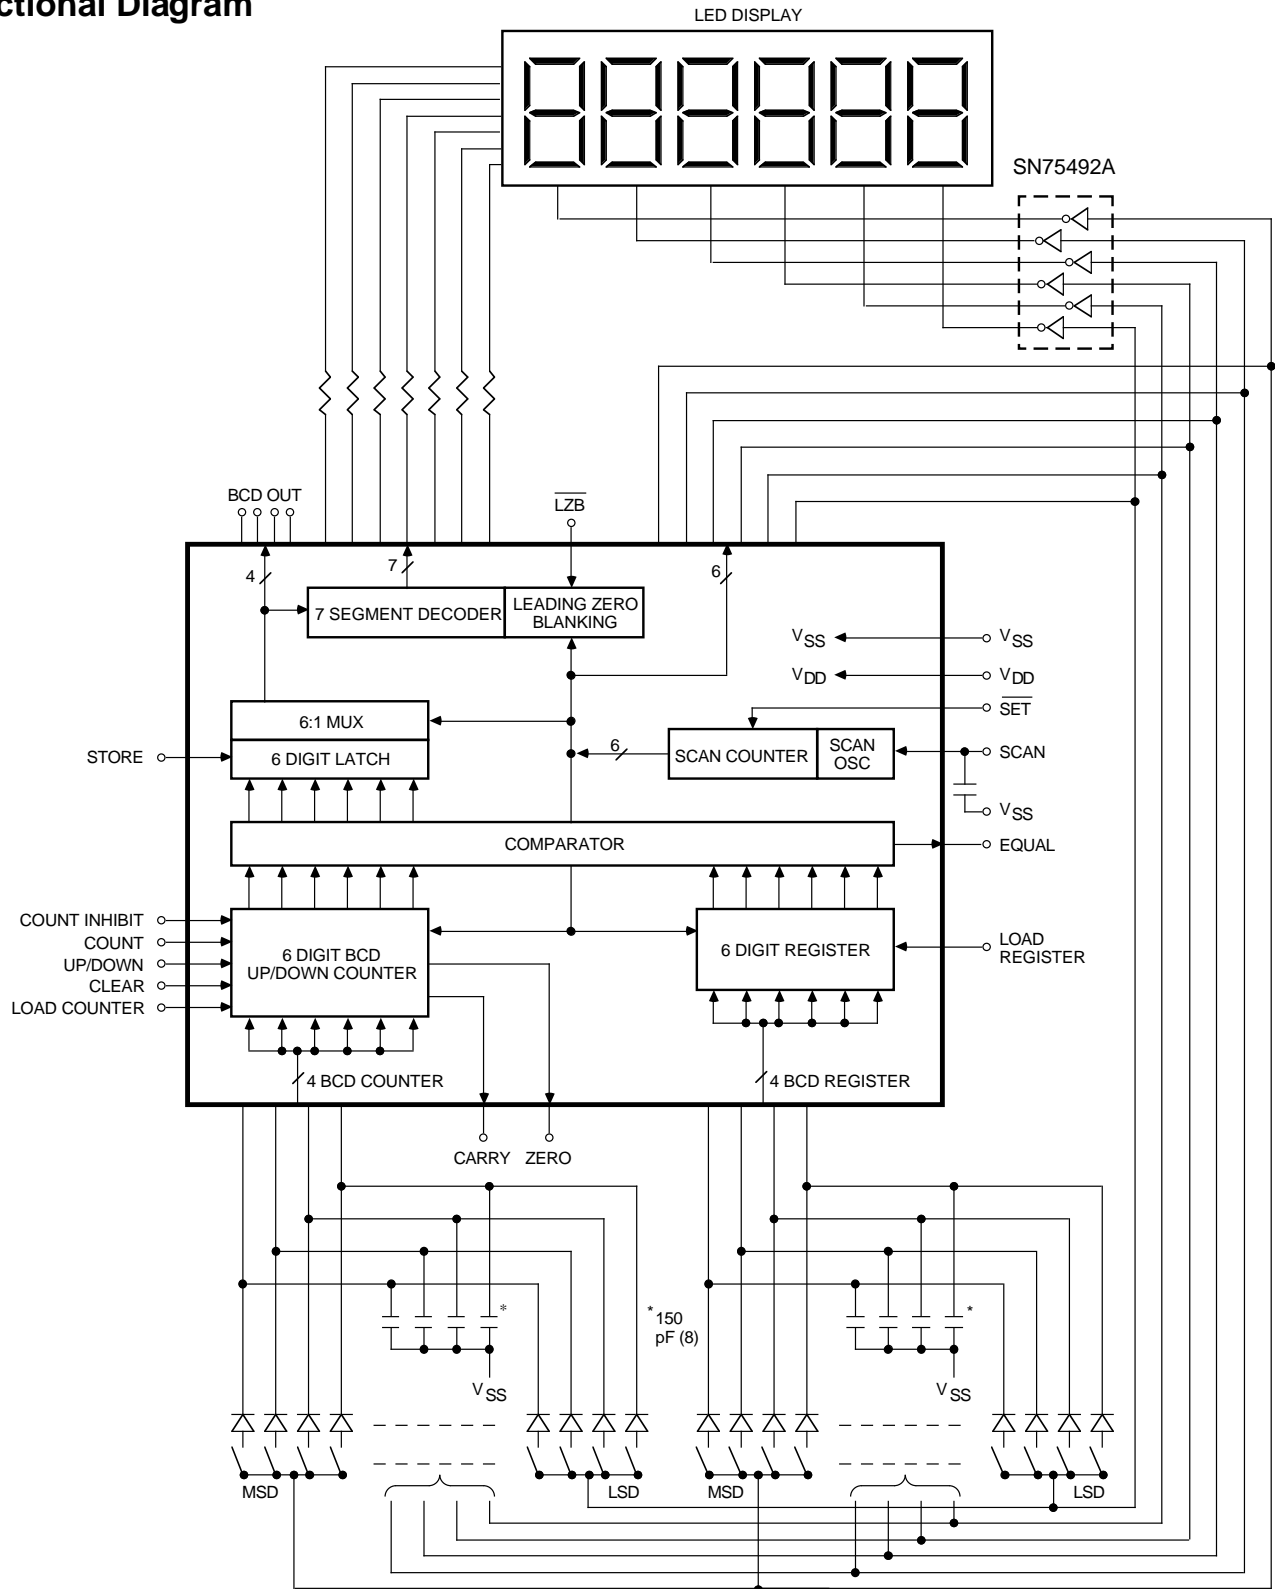 ctional Diagram
LED DISPLAY
SN75492A
BCD OUT
LZB
4
7
6
7 SEGMENT DECODER
LEADING ZERO
BLANKING
VSS
VSS
VDD
VDD
SET
6:1 MUX
STORE
6 DIGIT LATCH
6
SCAN COUNTER
SCAN
OSC
SCAN
VSS
COMPARATOR
EQUAL
COUNT INHIBIT
COUNT
UP/DOWN
CLEAR
LOAD COUNTER
6 DIGIT BCD
UP/DOWN COUNTER
6 DIGIT REGISTER
LOAD
REGISTER
4 BCD COUNTER
4 BCD REGISTER
CARRY
ZERO
*
*150
pF (8)
*
VSS
VSS
MSD
LSD
MSD
LSD